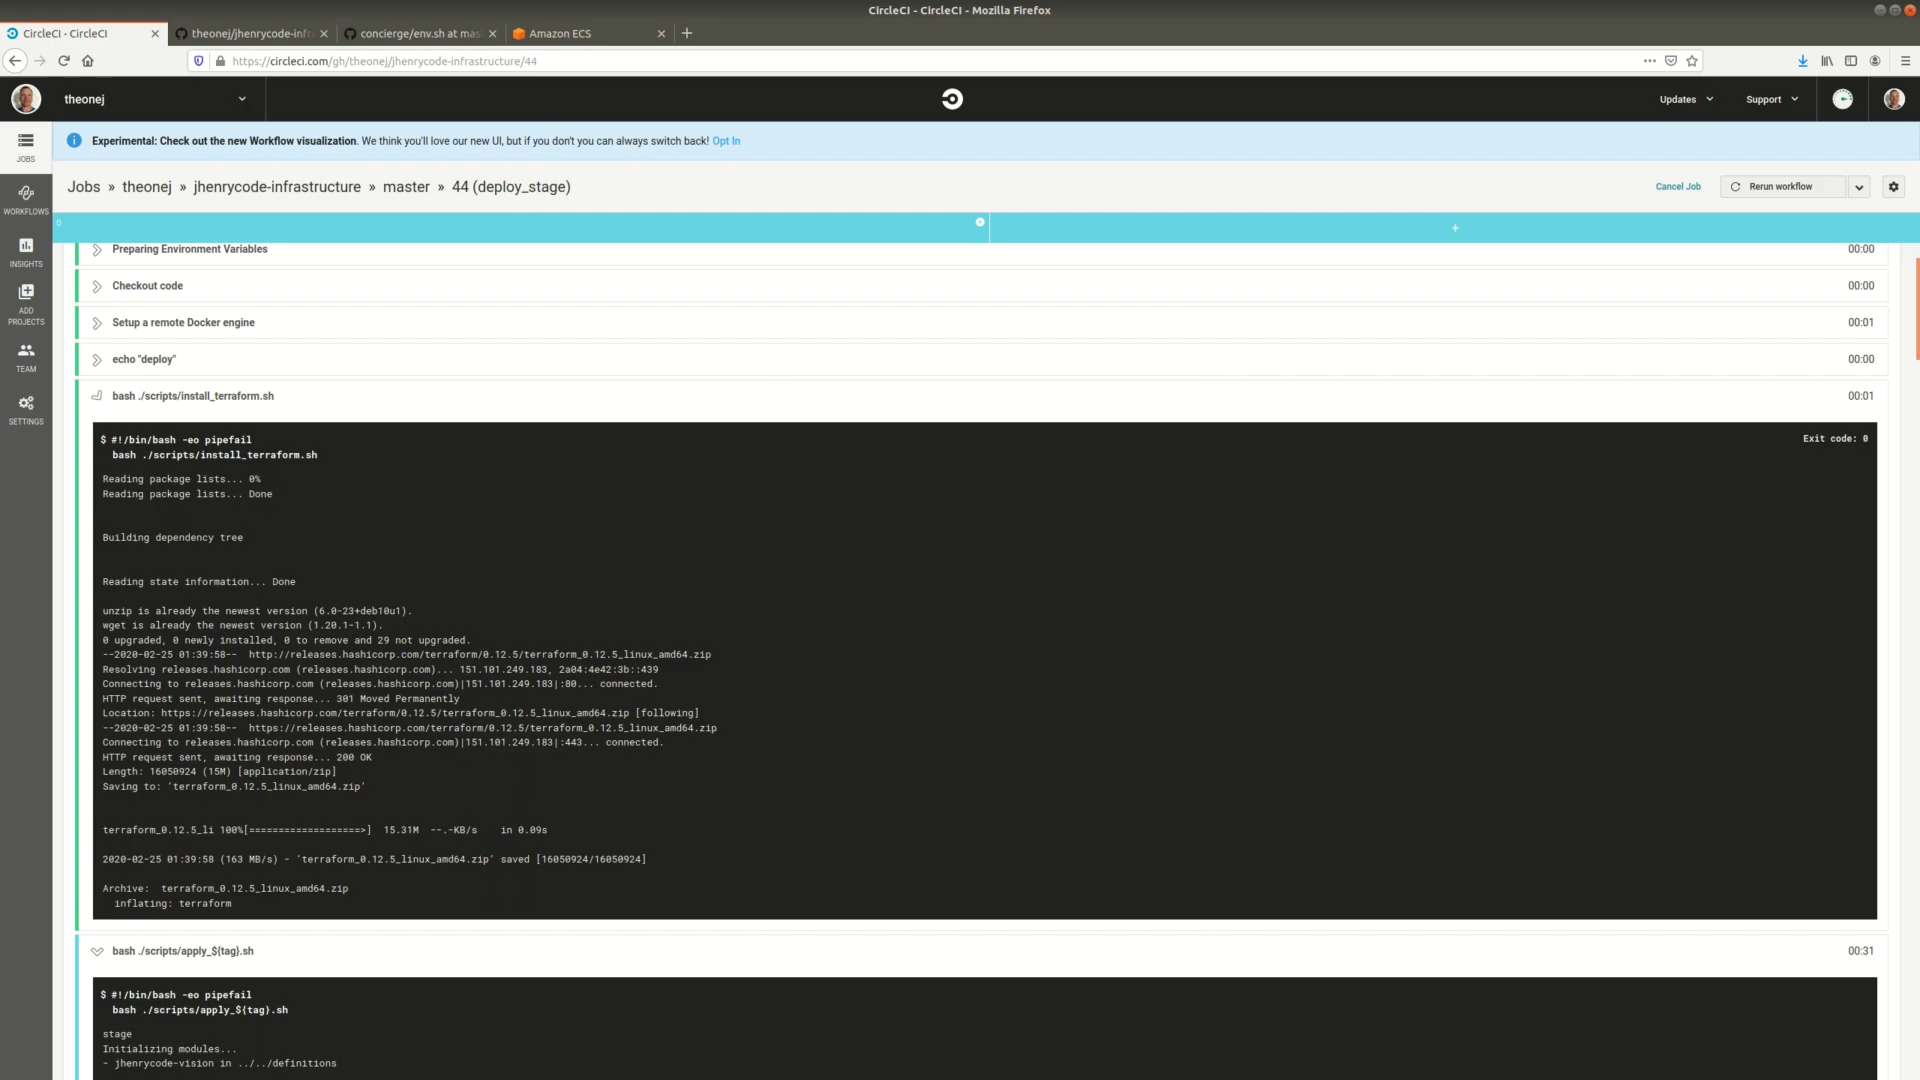 CircleCI - CircleCI - Mozilla Firefox
CircleCI - CircleCI
theonej/jhenrycode-infra
concierge/env.sh at mast
Amazon ECS
https://circleci.com/gh/theonej/jhenrycode-infrastructure/44
theonej
Updates
Support
JOBS
Experimental: Check out the new Workflow visualization. We think you'll love our new UI, but if you don't you can always switch back! Opt In
Jobs » theonej » jhenrycode-infrastructure » master » 44 (deploy_stage)
Cancel Job
Rerun workflow
WORKFLOWS
INSIGHTS
ADD
PROJECTS
TEAM
SETTINGS
0
+
Preparing Environment Variables 00:00
Checkout code 00:00
Setup a remote Docker engine 00:01
echo "deploy" 00:00
bash ./scripts/install_terraform.sh 00:01
$ #!/bin/bash -eo pipefail Exit code: 0
bash ./scripts/install_terraform.sh
Reading package lists... 0%
Reading package lists... Done
Building dependency tree
Reading state information... Done
unzip is already the newest version (6.0-23+deb10u1).
wget is already the newest version (1.20.1-1.1).
0 upgraded, 0 newly installed, 0 to remove and 29 not upgraded.
--2020-02-25 01:39:58--  http://releases.hashicorp.com/terraform/0.12.5/terraform_0.12.5_linux_amd64.zip
Resolving releases.hashicorp.com (releases.hashicorp.com)... 151.101.249.183, 2a04:4e42:3b::439
Connecting to releases.hashicorp.com (releases.hashicorp.com)|151.101.249.183|:80... connected.
HTTP request sent, awaiting response... 301 Moved Permanently
Location: https://releases.hashicorp.com/terraform/0.12.5/terraform_0.12.5_linux_amd64.zip [following]
--2020-02-25 01:39:58--  https://releases.hashicorp.com/terraform/0.12.5/terraform_0.12.5_linux_amd64.zip
Connecting to releases.hashicorp.com (releases.hashicorp.com)|151.101.249.183|:443... connected.
HTTP request sent, awaiting response... 200 OK
Length: 16050924 (15M) [application/zip]
Saving to: 'terraform_0.12.5_linux_amd64.zip'
terraform_0.12.5_li 100%[===================>]  15.31M  --.-KB/s    in 0.09s
2020-02-25 01:39:58 (163 MB/s) - 'terraform_0.12.5_linux_amd64.zip' saved [16050924/16050924]
Archive:  terraform_0.12.5_linux_amd64.zip
inflating: terraform
bash ./scripts/apply_${tag}.sh 00:31
$ #!/bin/bash -eo pipefail
bash ./scripts/apply_${tag}.sh
stage
Initializing modules...
- jhenrycode-vision in ../../definitions